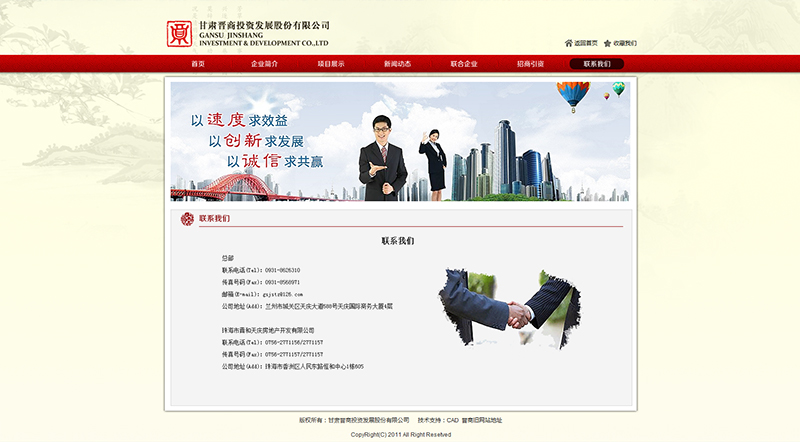 甘肃晋商投资发展股份有限公司
GANSU JINSHANG
INVESTMENT & DEVELOPMENT CO.,LTD
返回首页 收藏我们
首页 企业简介 项目展示 新闻动态 联合企业 招商引资 联系我们
以速度求效益
以创新求发展
以诚信求共赢
联系我们
联系我们
总部
联系电话(Tel): 0931-8626310
传真号码(Fax): 0931-8568971
邮箱(E-mail): gsjstz@126.com
公司地址(Add): 兰州市城关区天庆大道588号天庆国际商务大厦4层
珠海市晋和天庆房地产开发有限公司
联系电话(Tel): 0756-2771156/2771157
传真号码(Fax): 0756-2771157/2771157
公司地址(Add): 珠海市香洲区人民东路恒和中心1栋605
版权所有：甘肃晋商投资发展股份有限公司 技术支持：CAD 晋商旧网站地址
CopyRight(C) 2011 All Right Resetved